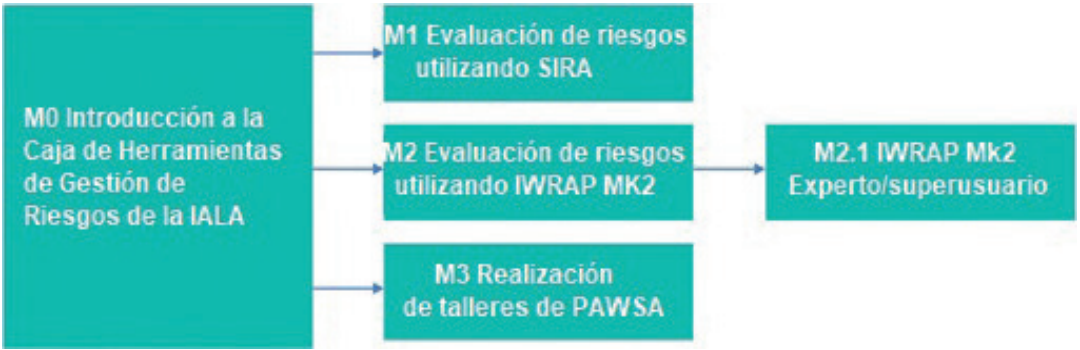 M0 Introducción a la
Caja de Herramientas
de Gestión de
Riesgos de la IALA
M1 Evaluación de riesgos
utilizando SIRA
M2 Evaluación de riesgos
utilizando IWRAP MK2
M2.1 IWRAP Mk2
Experto/superusuario
M3 Realización
de talleres de PAWSA